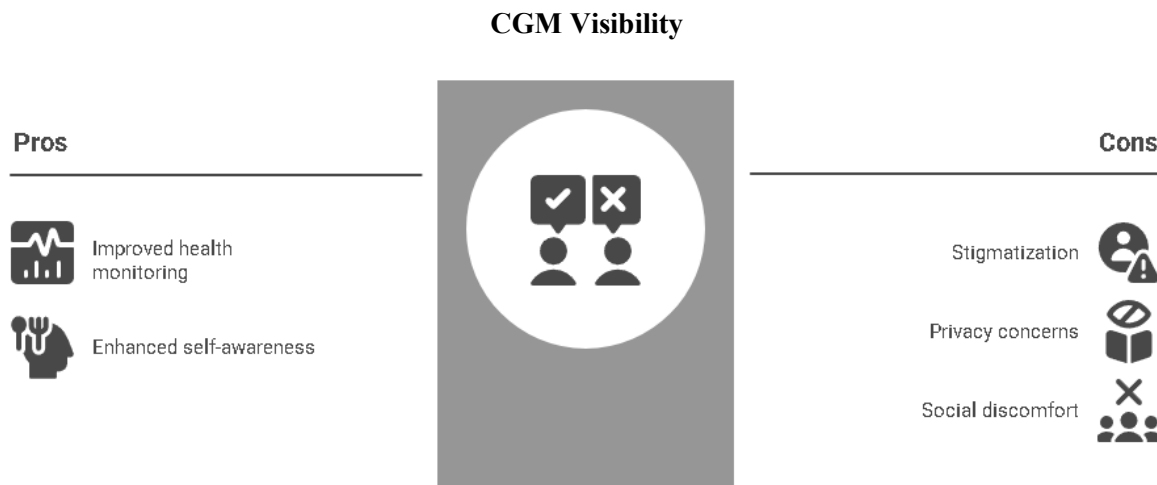 CGM Visibility
Pros
Improved health
monitoring
Enhanced self-awareness
Cons
Stigmatization
Privacy concerns
Social discomfort